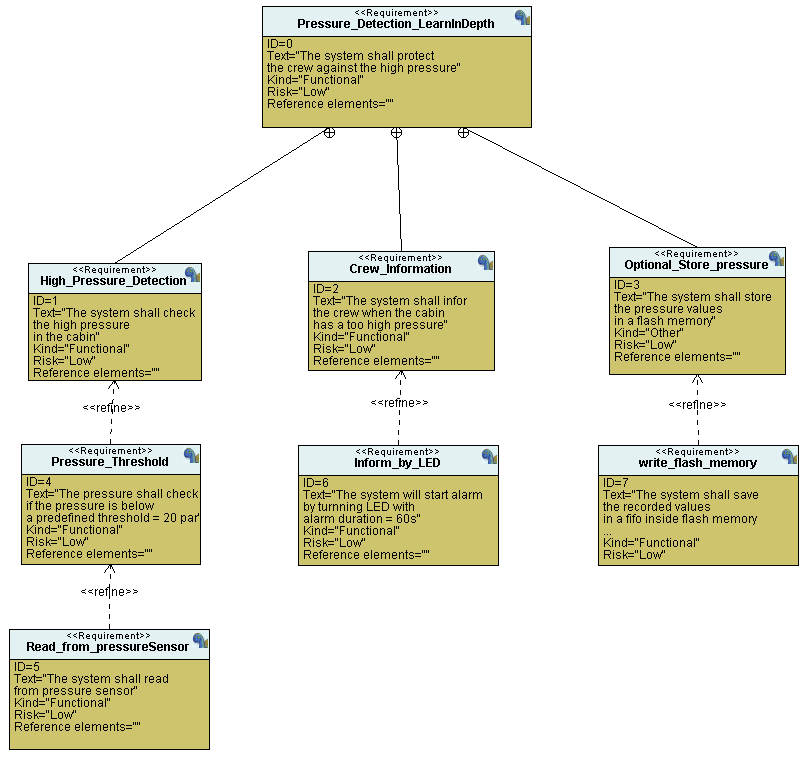 <<Requirement>>
Pressure_Detection_LearnInDepth
ID=0
Text="The system shall protect
the crew against the high pressure"
Kind="Functional"
Risk="Low"
Reference elements=""
<<Requirement>>
High_Pressure_Detection
ID=1
Text="The system shall check
the high pressure
in the cabin"
Kind="Functional"
Risk="Low"
Reference elements=""
<<Requirement>>
Crew_Information
ID=2
Text="The system shall infor
the crew when the cabin
has a too high pressure"
Kind="Functional"
Risk="Low"
Reference elements=""
<<Requirement>>
Optional_Store_pressure
ID=3
Text="The system shall store
the pressure values
in a flash memory"
Kind="Other"
Risk="Low"
Reference elements=""
<<refine>>
<<refine>>
<<refine>>
<<Requirement>>
Pressure_Threshold
ID=4
Text="The pressure shall check
if the pressure is below
a predefined threshold = 20 par"
Kind="Functional"
Risk="Low"
Reference elements=""
<<Requirement>>
Inform_by_LED
ID=6
Text="The system will start alarm
by turnning LED with
alarm duration = 60s"
Kind="Functional"
Risk="Low"
Reference elements=""
<<Requirement>>
write_flash_memory
ID=7
Text="The system shall save
the recorded values
in a fifo inside flash memory
...
Kind="Functional"
Risk="Low"
<<refine>>
<<Requirement>>
Read_from_pressureSensor
ID=5
Text="The system shall read
from pressure sensor"
Kind="Functional"
Risk="Low"
Reference elements=""